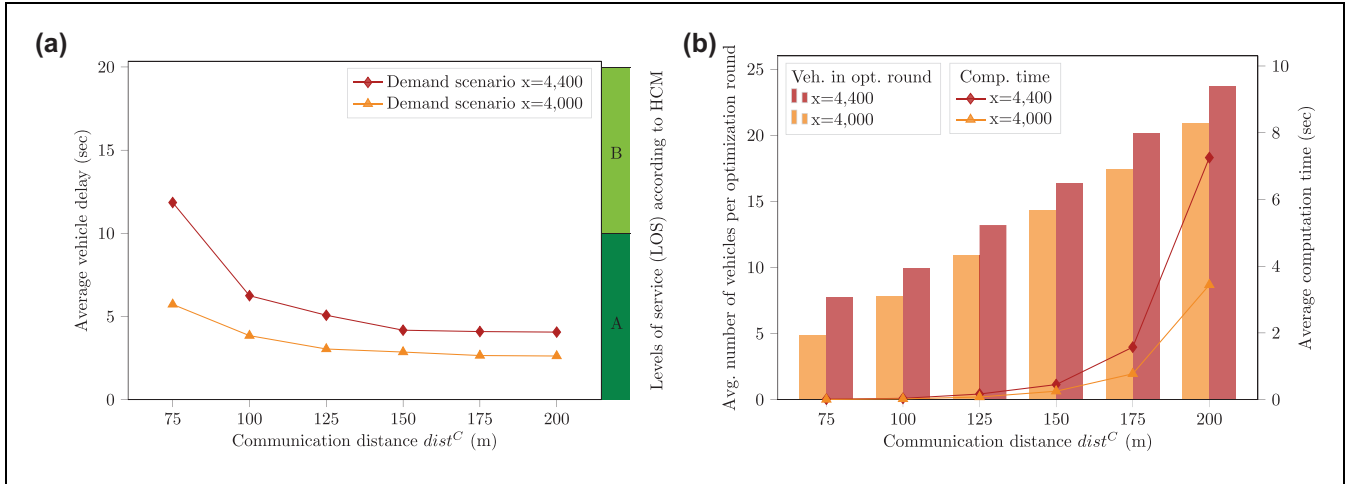 (a)
20
15
10
5
0
Average vehicle delay (sec)
Demand scenario x=4,400
Demand scenario x=4,000
B
A
Levels of service (LOS) according to HCM
75 100 125 150 175 200
Communication distance dist^C (m)
(b)
25
20
15
10
5
0
Avg. number of vehicles per optimization round
Veh. in opt. round
x=4,400
x=4,000
Comp. time
x=4,400
x=4,000
10
8
6
4
2
0
Average computation time (sec)
75 100 125 150 175 200
Communication distance dist^C (m)